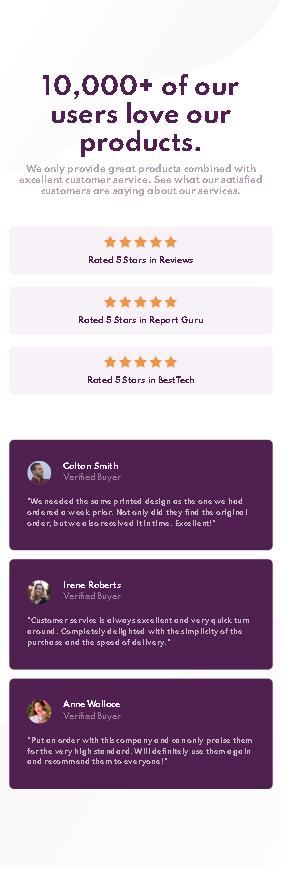 10,000+ of our
users love our
products.
We only provide great products combined with
excellent customer service. See what our satisfied
customers are saying about our services.
Rated 5 Stars in Reviews
Rated 5 Stars in Report Guru
Rated 5 Stars in BestTech
Colton Smith
Verified Buyer
"We needed the same printed design as the one we had
ordered a week prior. Not only did they find the original
order, but we also received it in time. Excellent!"
Irene Roberts
Verified Buyer
"Customer service is always excellent and very quick turn
around. Completely delighted with the simplicity of the
purchase and the speed of delivery."
Anne Wallace
Verified Buyer
"Put an order with this company and can only praise them
for the very high standard. Will definitely use them again
and recommend them to everyone!"